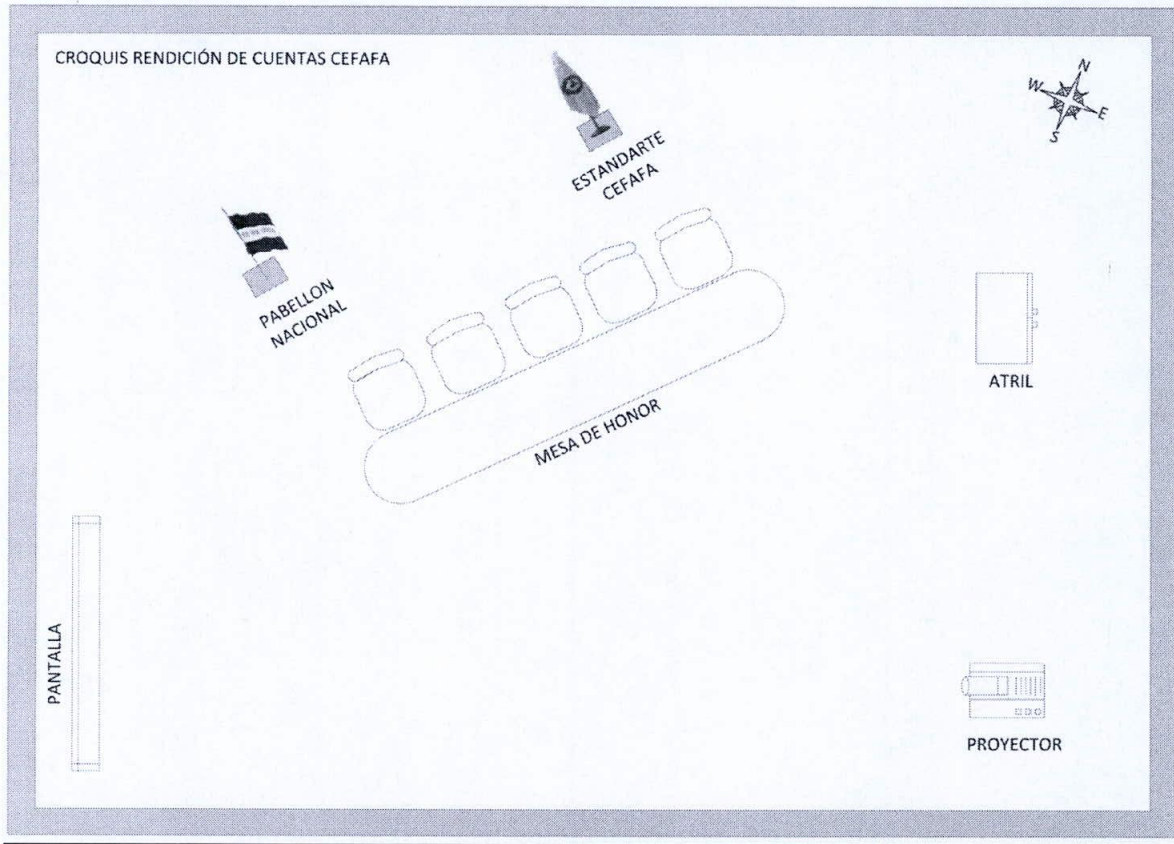 CROQUIS RENDICIÓN DE CUENTAS CEFAFA
N
W
E
S
ESTANDARTE
CEFAFA
PABELLON
NACIONAL
MESA DE HONOR
ATRIL
PANTALLA
PROYECTOR